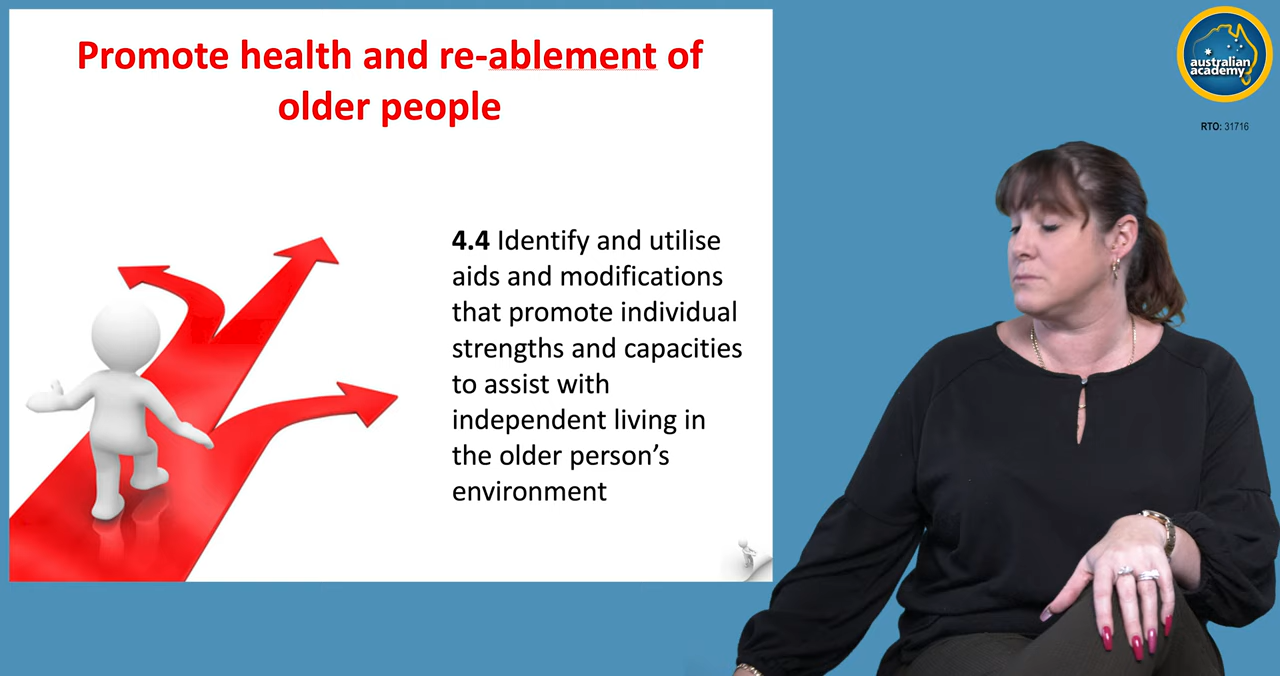 Promote health and re-ablement of
older people
4.4 Identify and utilise
aids and modifications
that promote individual
strengths and capacities
to assist with
independent living in
the older person’s
environment
australian
academy
RTO: 31716